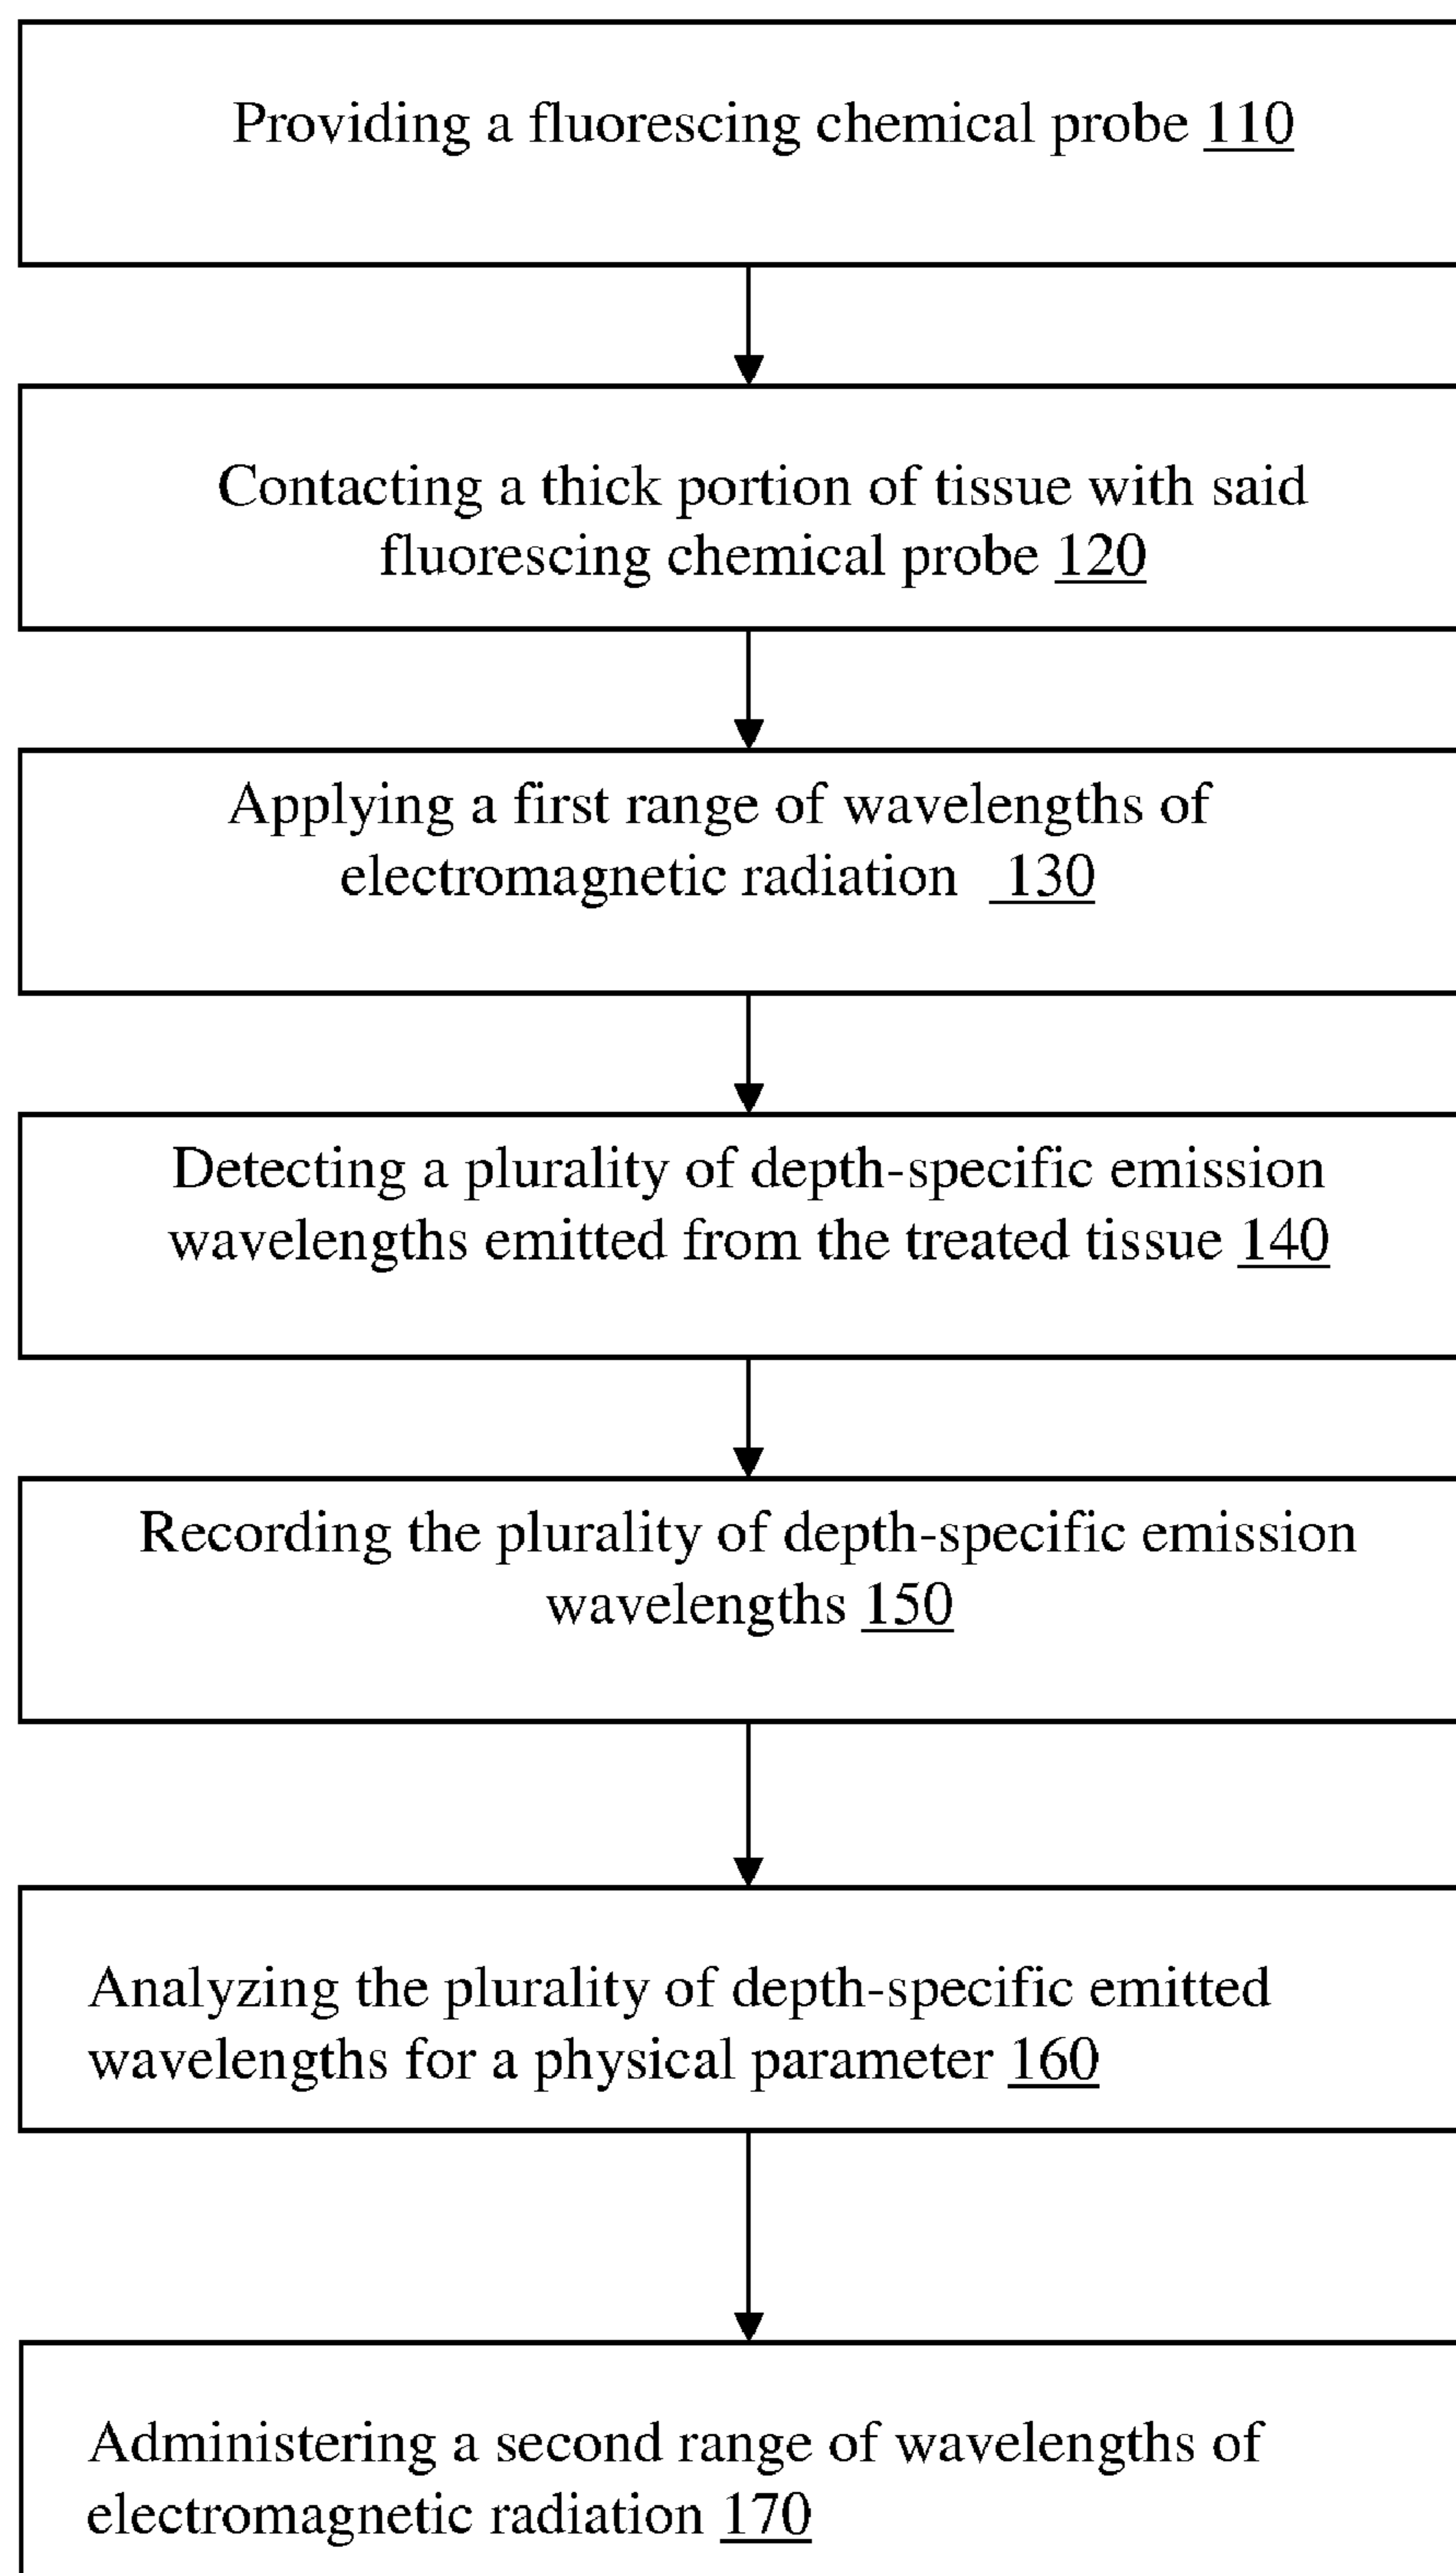 Providing a fluorescing chemical probe 110
Contacting a thick portion of tissue with said
fluorescing chemical probe 120
Applying a first range of wavelengths of
electromagnetic radiation 130
Detecting a plurality of depth-specific emission
wavelengths emitted from the treated tissue 140
Recording the plurality of depth-specific emission
wavelengths 150
Analyzing the plurality of depth-specific emitted
wavelengths for a physical parameter 160
Administering a second range of wavelengths of
electromagnetic radiation 170